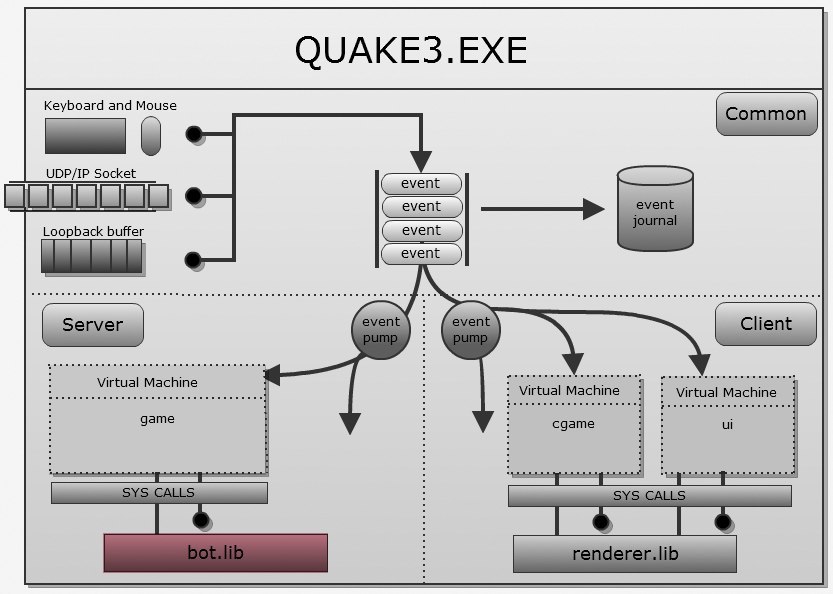 QUAKE3.EXE
Keyboard and Mouse
Common
UDP/IP Socket
Loopback buffer
event
event
event
event
event
journal
Server
event
pump
event
pump
Client
Virtual Machine
game
Virtual Machine
cgame
Virtual Machine
ui
SYS CALLS
SYS CALLS
bot.lib
renderer.lib